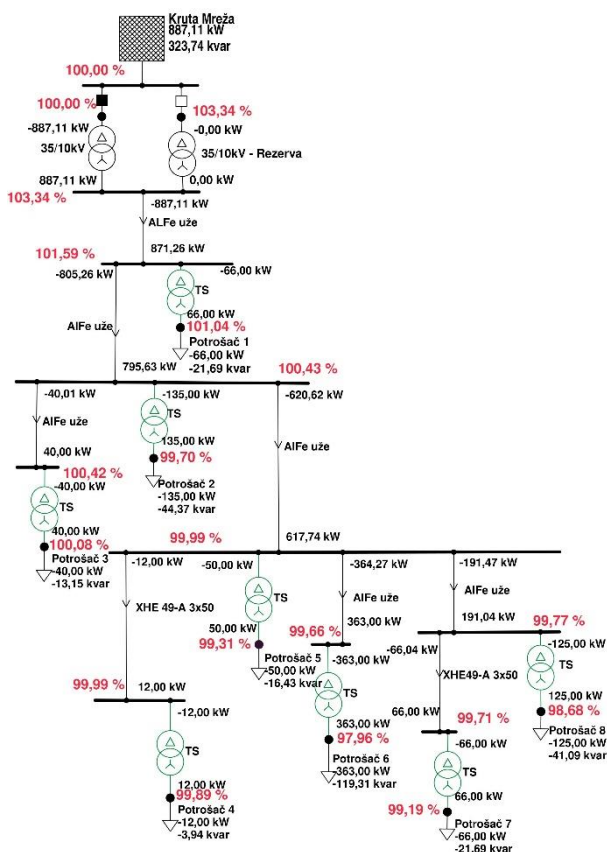 Kruta Mreža
887,11 kW
323,74 kvar
100,00 %
100,00 %
103,34 %
-887,11 kW
-0,00 kW
35/10kV
35/10kV - Rezerva
887,11 kW
0,00 kW
103,34 %
-887,11 kW
ALFe uže
871,26 kW
101,59 %
-805,26 kW
-66,00 kW
TS
66,00 kW
101,04 %
AlFe uže
Potrošač 1
-66,00 kW
-21,69 kvar
795,63 kW
100,43 %
-40,01 kW
-135,00 kW
-620,62 kW
TS
AlFe uže
135,00 kW
AlFe uže
40,00 kW
99,70 %
100,42 %
Potrošač 2
-135,00 kW
-44,37 kvar
-40,00 kW
TS
40,00 kW
100,08 %
Potrošač 3
-40,00 kW
-13,15 kvar
99,99 %
617,74 kW
-12,00 kW
-50,00 kW
-364,27 kW
-191,47 kW
TS
AlFe uže
AlFe uže
XHE 49-A 3x50
50,00 kW
363,00 kW
191,04 kW
99,31 %
99,66 %
99,77 %
-66,04 kW
-125,00 kW
Potrošač 5
-50,00 kW
-16,43 kvar
-363,00 kW
TS
XHE49-A 3x50
TS
99,99 %
12,00 kW
125,00 kW
-12,00 kW
363,00 kW
66,00 kW
99,71 %
98,68 %
97,96 %
-66,00 kW
Potrošač 8
-125,00 kW
-41,09 kvar
TS
Potrošač 6
-363,00 kW
-119,31 kvar
TS
12,00 kW
66,00 kW
99,89 %
99,19 %
Potrošač 4
-12,00 kW
-3,94 kvar
Potrošač 7
-66,00 kW
-21,69 kvar